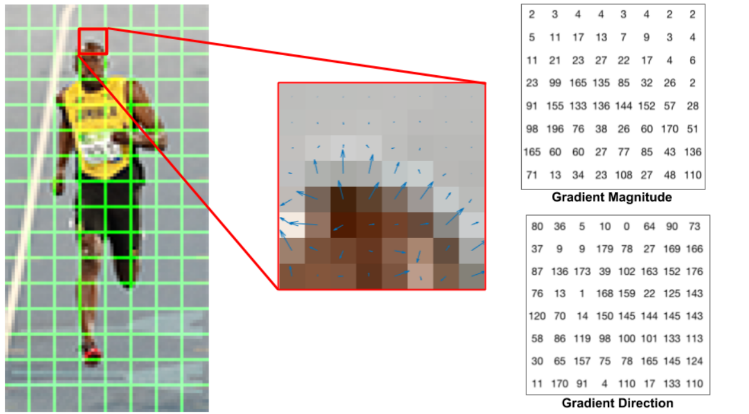 2 3 4 4 3 4 2 2
5 11 17 13 7 9 3 4
11 21 23 27 22 17 4 6
23 99 165 135 85 32 26 2
91 155 133 136 144 152 57 28
98 196 76 38 26 60 170 51
165 60 60 27 77 85 43 136
71 13 34 23 108 27 48 110
Gradient Magnitude
80 36 5 10 0 64 90 73
37 9 9 179 78 27 169 166
87 136 173 39 102 163 152 176
76 13 1 168 159 22 125 143
120 70 14 150 145 144 145 143
58 86 119 98 100 101 133 113
30 65 157 75 78 165 145 124
11 170 91 4 110 17 133 110
Gradient Direction